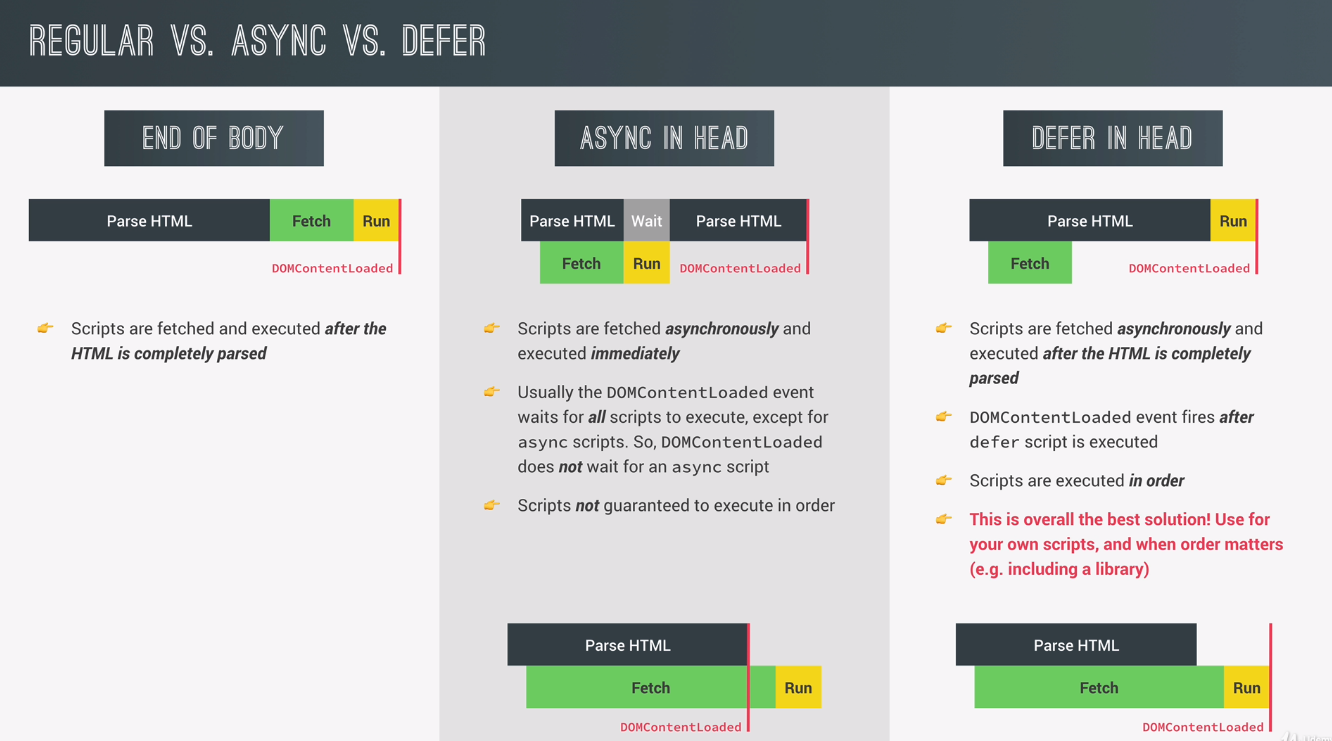 REGULAR VS. ASYNC VS. DEFER
END OF BODY
Parse HTML
Fetch
Run
DOMContentLoaded
Scripts are fetched and executed after the
HTML is completely parsed
ASYNC IN HEAD
Parse HTML
Wait
Parse HTML
Fetch
Run
DOMContentLoaded
Scripts are fetched asynchronously and
executed immediately
Usually the DOMContentLoaded event
waits for all scripts to execute, except for
async scripts. So, DOMContentLoaded
does not wait for an async script
Scripts not guaranteed to execute in order
Parse HTML
Fetch
Run
DOMContentLoaded
DEFER IN HEAD
Parse HTML
Run
Fetch
DOMContentLoaded
Scripts are fetched asynchronously and
executed after the HTML is completely
parsed
DOMContentLoaded event fires after
defer script is executed
Scripts are executed in order
This is overall the best solution! Use for
your own scripts, and when order matters
(e.g. including a library)
Parse HTML
Fetch
Run
DOMContentLoaded